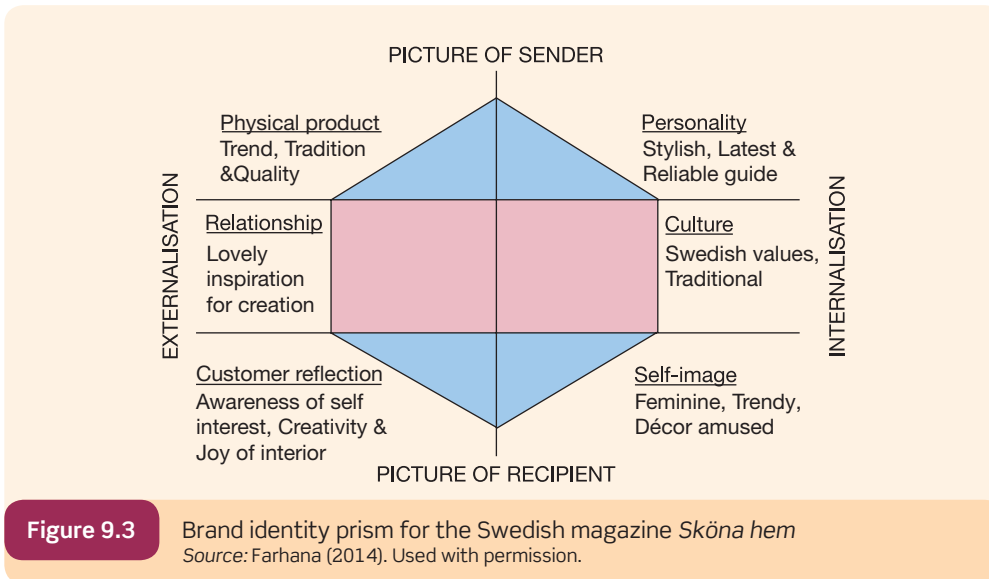 PICTURE OF SENDER
Physical product
Trend, Tradition
&Quality
Personality
Stylish, Latest &
Reliable guide
EXTERNALISATION
Relationship
Lovely
inspiration
for creation
Culture
Swedish values,
Traditional
INTERNALISATION
Customer reflection
Awareness of self
interest, Creativity &
Joy of interior
Self-image
Feminine, Trendy,
Décor amused
PICTURE OF RECIPIENT
Figure 9.3
Brand identity prism for the Swedish magazine Sköna hem
Source: Farhana (2014). Used with permission.